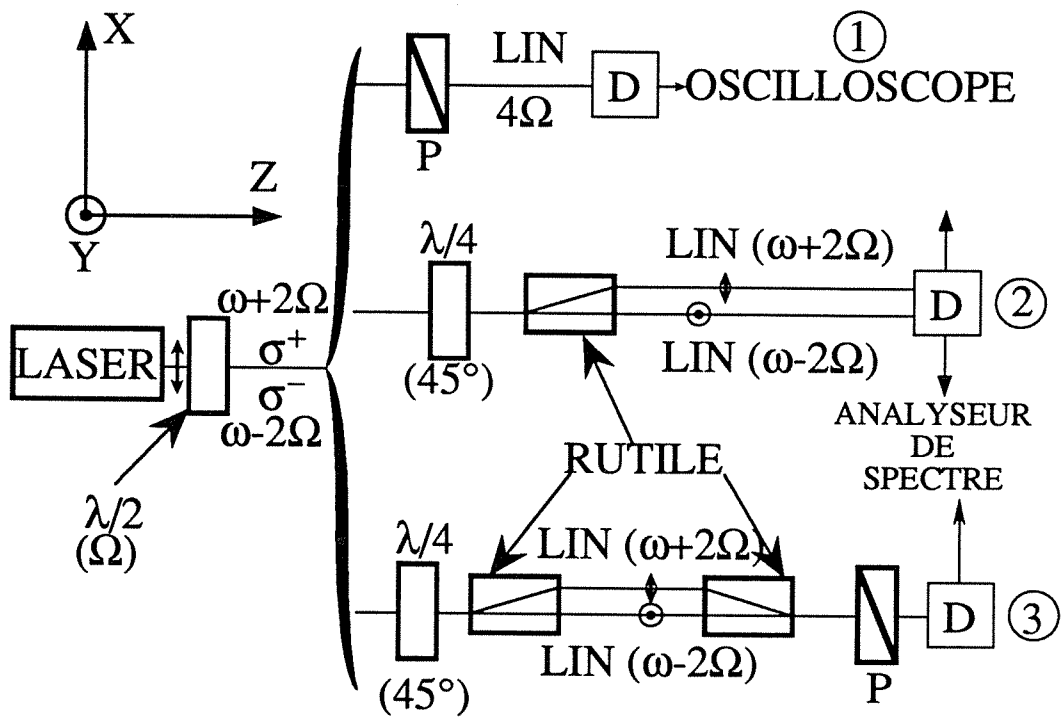 X
Z
Y
LASER
λ/2
(Ω)
ω+2Ω
σ+
σ−
ω-2Ω
LIN
4Ω
P
D
OSCILLOSCOPE
1
λ/4
(45°)
LIN (ω+2Ω)
LIN (ω-2Ω)
D
2
ANALYSEUR
DE
SPECTRE
RUTILE
λ/4
(45°)
LIN (ω+2Ω)
LIN (ω-2Ω)
P
D
3